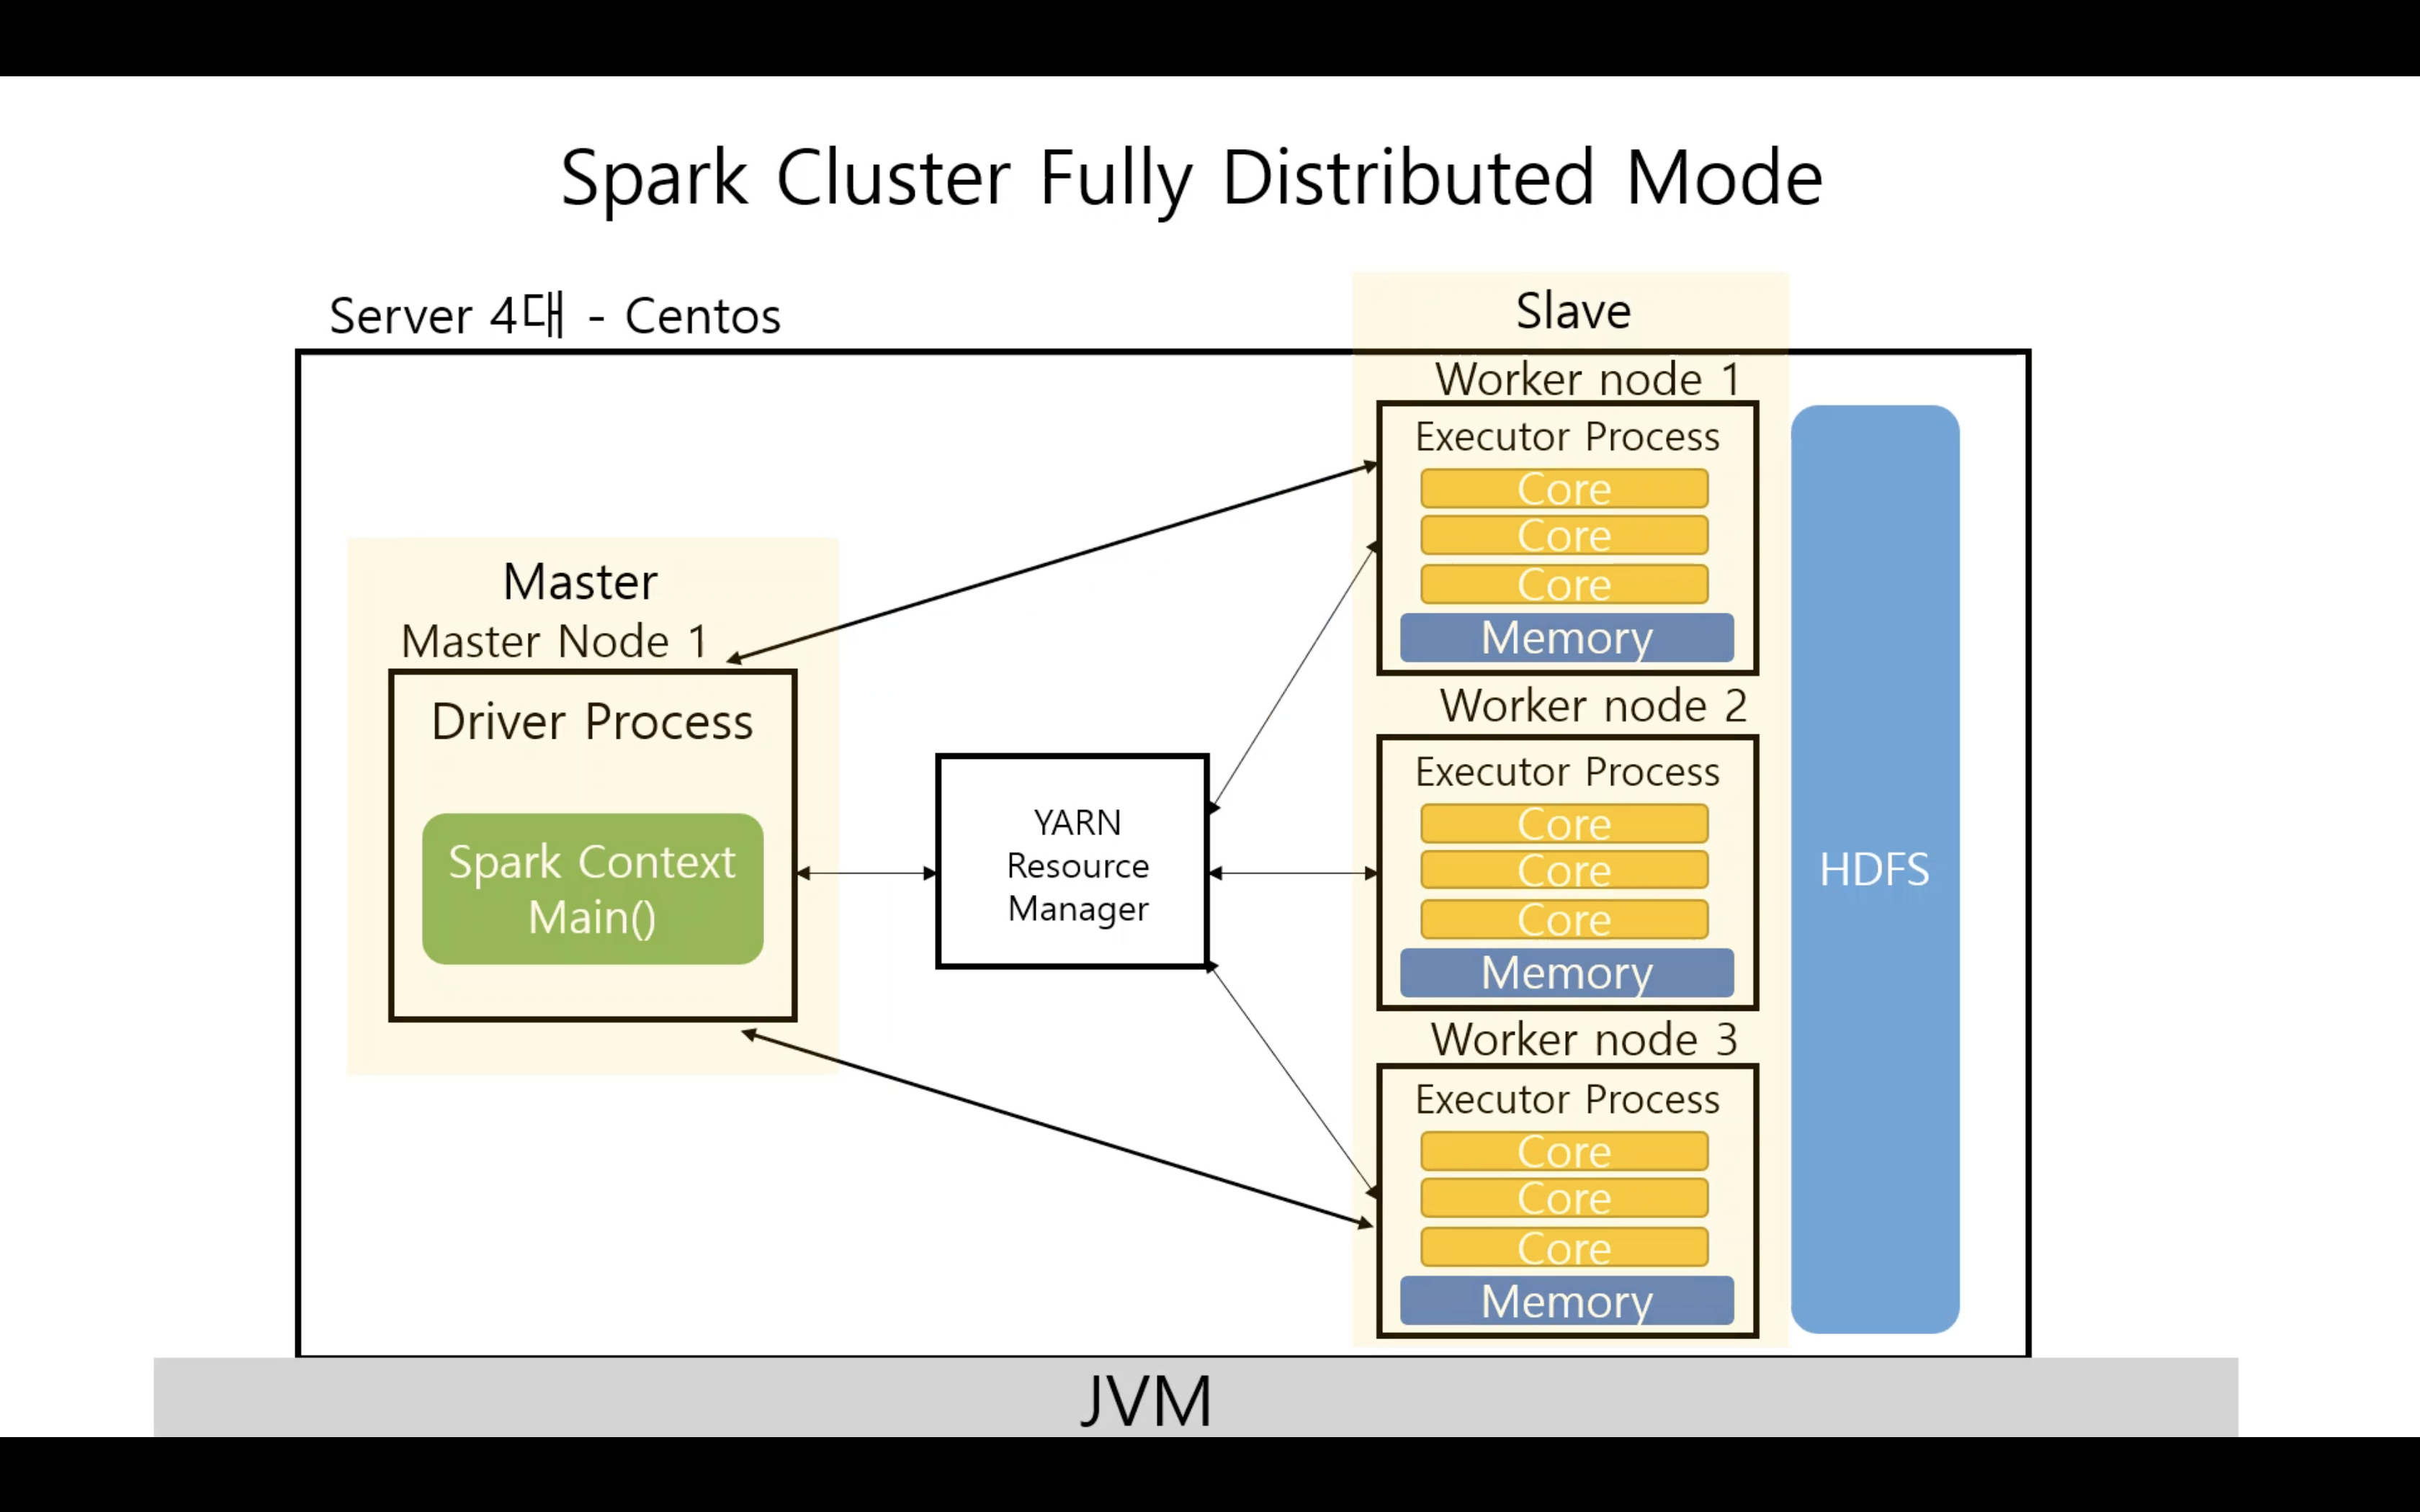 Spark Cluster Fully Distributed Mode
Server 4대 - Centos
Master
Master Node 1
Driver Process
Spark Context
Main()
YARN
Resource
Manager
Slave
Worker node 1
Executor Process
Core
Core
Core
Memory
Worker node 2
Executor Process
Core
Core
Core
Memory
Worker node 3
Executor Process
Core
Core
Core
Memory
HDFS
JVM